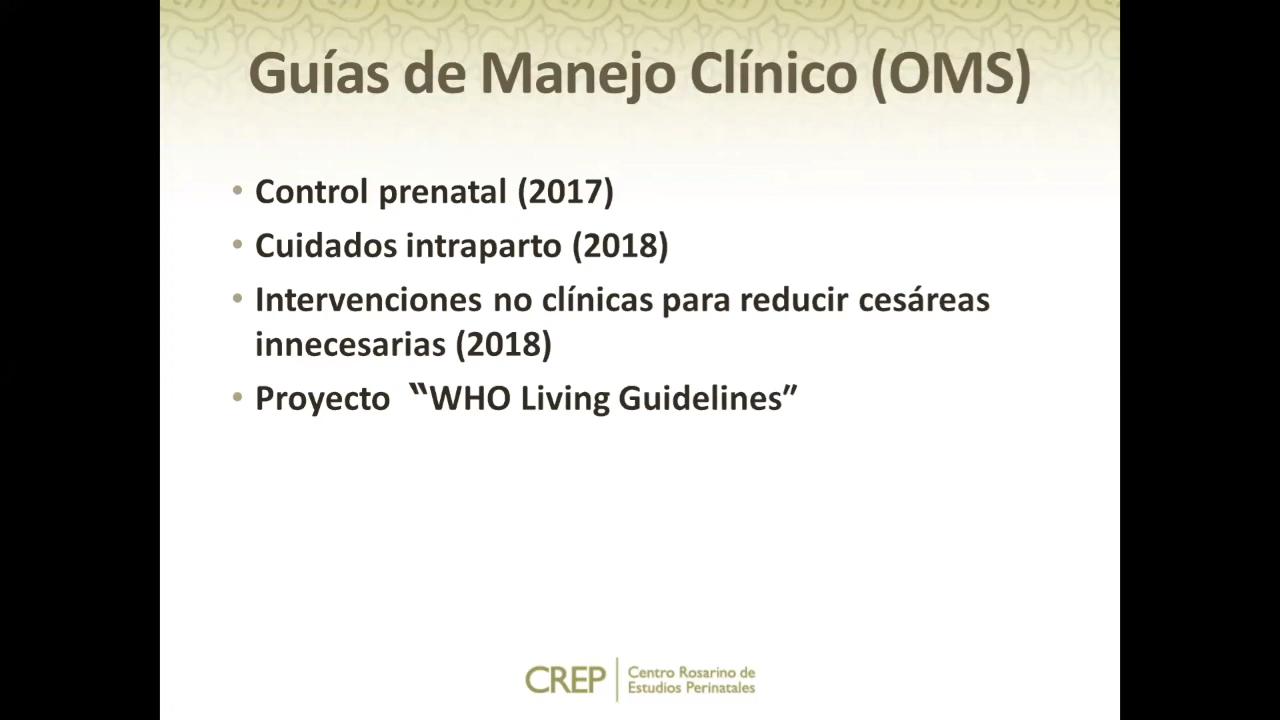 Guías de Manejo Clínico (OMS)
• Control prenatal (2017)
• Cuidados intraparto (2018)
• Intervenciones no clínicas para reducir cesáreas
innecesarias (2018)
• Proyecto  ‟WHO Living Guidelines”
CREP
Centro Rosarino de
Estudios Perinatales